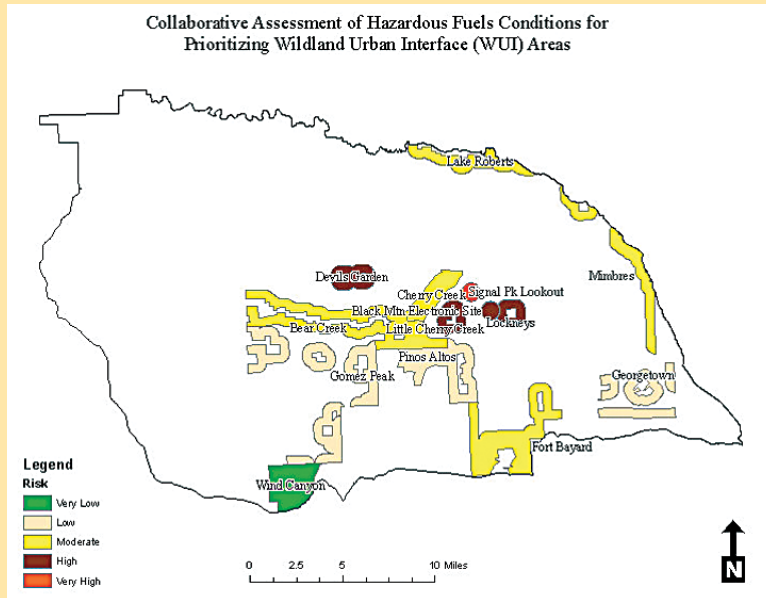 Collaborative Assessment of Hazardous Fuels Conditions for
Prioritizing Wildland Urban Interface (WUI) Areas
Lake Roberts
Mimbres
Devils Garden
Cherry Creek
Signal Pk Lookout
Black Mtn Electronic Site
Bear Creek
Little Cherry Creek
Lockneys
Pinos Altos
Gomez Peak
Georgetown
Fort Bayard
Wind Canyon
Legend
Risk
Very Low
Low
Moderate
High
Very High
0 2.5 5 10 Miles
N